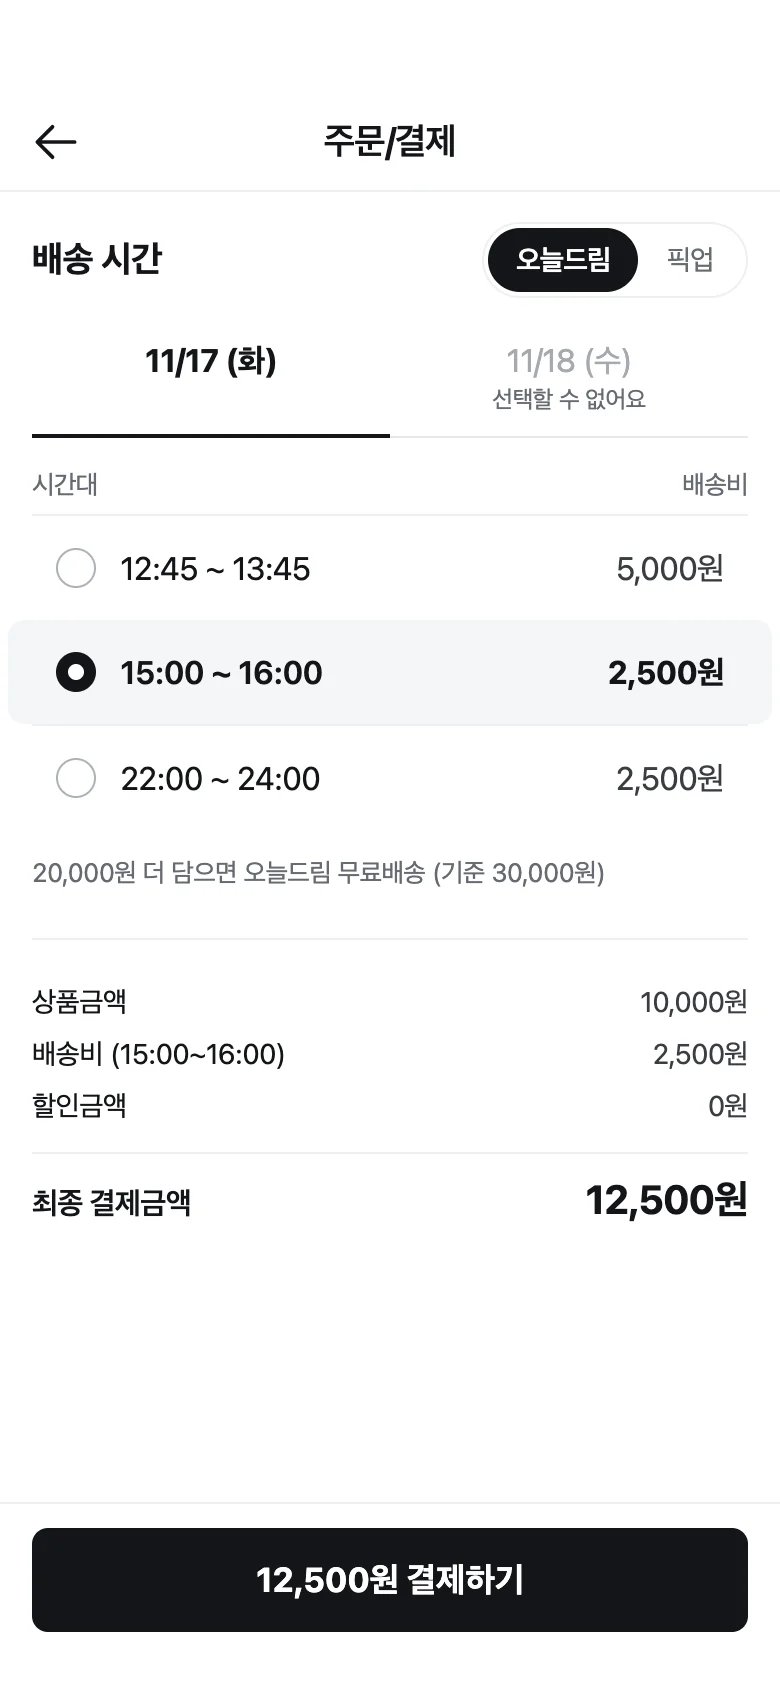 주문/결제
배송 시간
오늘드림 픽업
11/17 (화)
11/18 (수)
선택할 수 없어요
시간대 배송비
12:45 ~ 13:45 5,000원
15:00 ~ 16:00 2,500원
22:00 ~ 24:00 2,500원
20,000원 더 담으면 오늘드림 무료배송 (기준 30,000원)
상품금액 10,000원
배송비 (15:00~16:00) 2,500원
할인금액 0원
최종 결제금액 12,500원
12,500원 결제하기